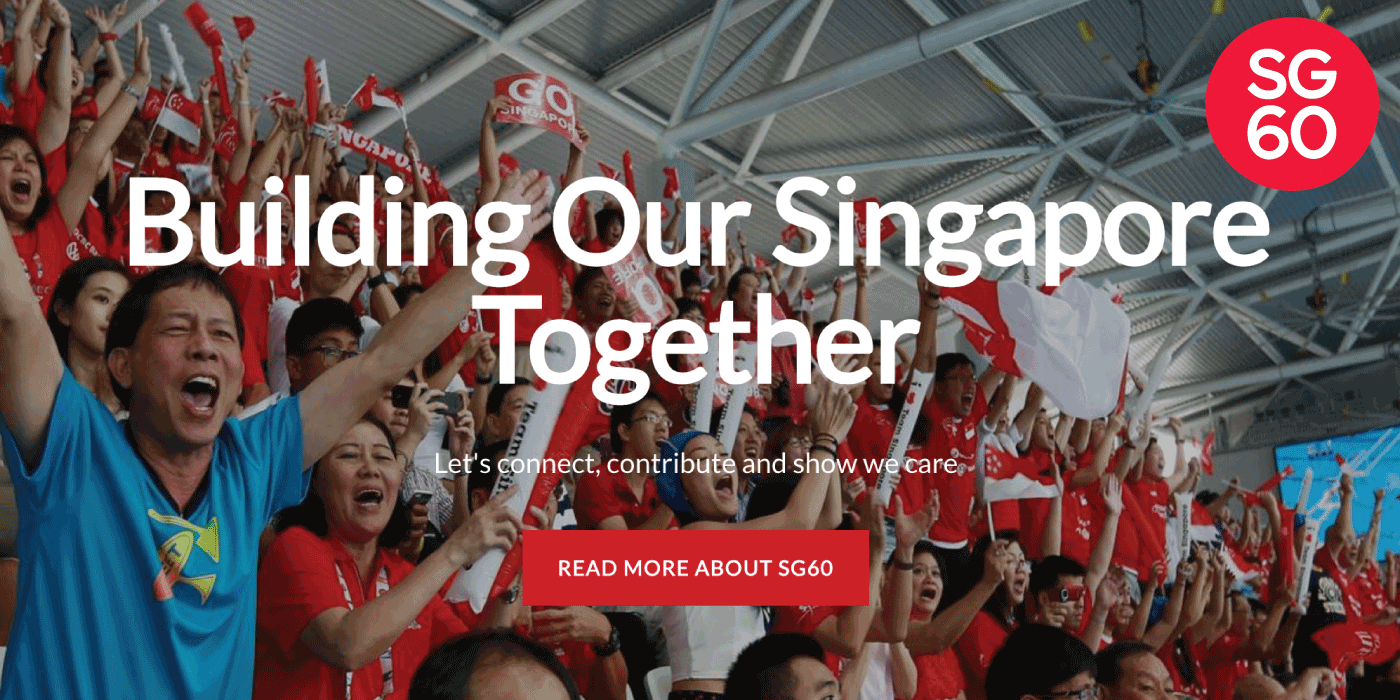 SG
60
GO
SINGAPORE
NGAPO
Building Our Singapore
Together
Let's connect, contribute and show we care
READ MORE ABOUT SG60